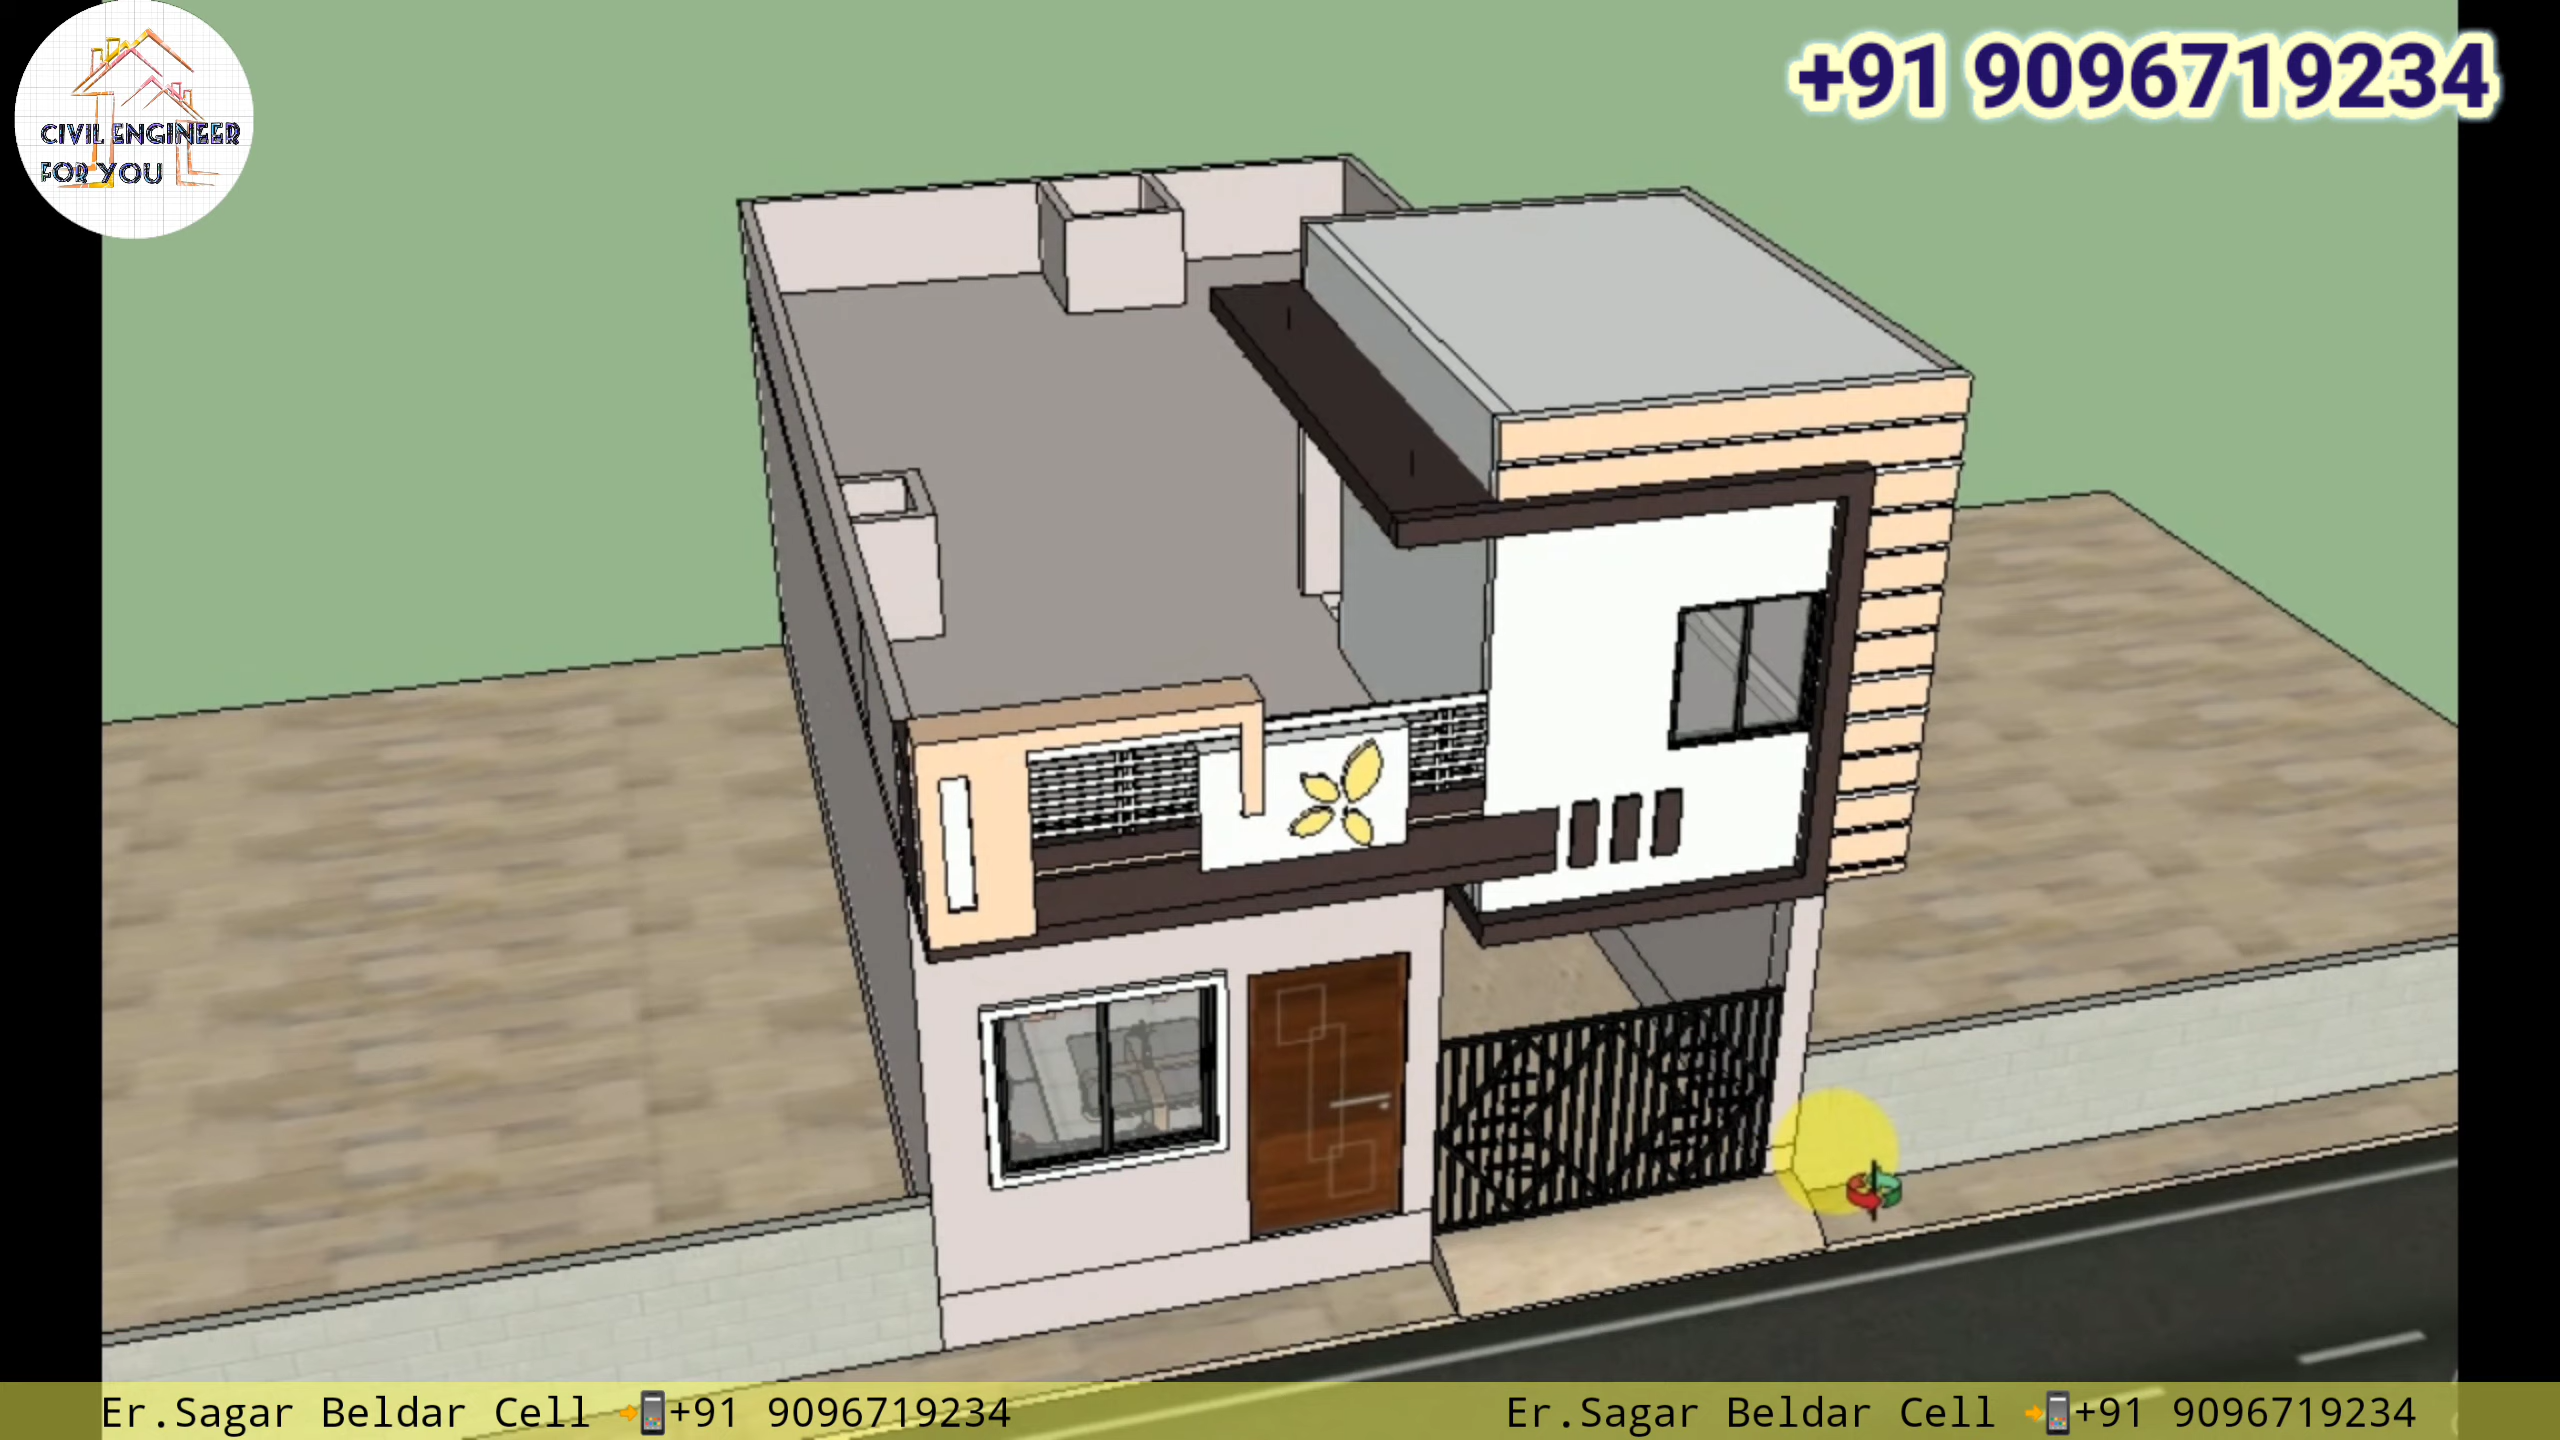 CIVIL ENGINEER
FOR YOU
+91 9096719234
Er.Sagar Beldar Cell +91 9096719234
Er.Sagar Beldar Cell +91 9096719234